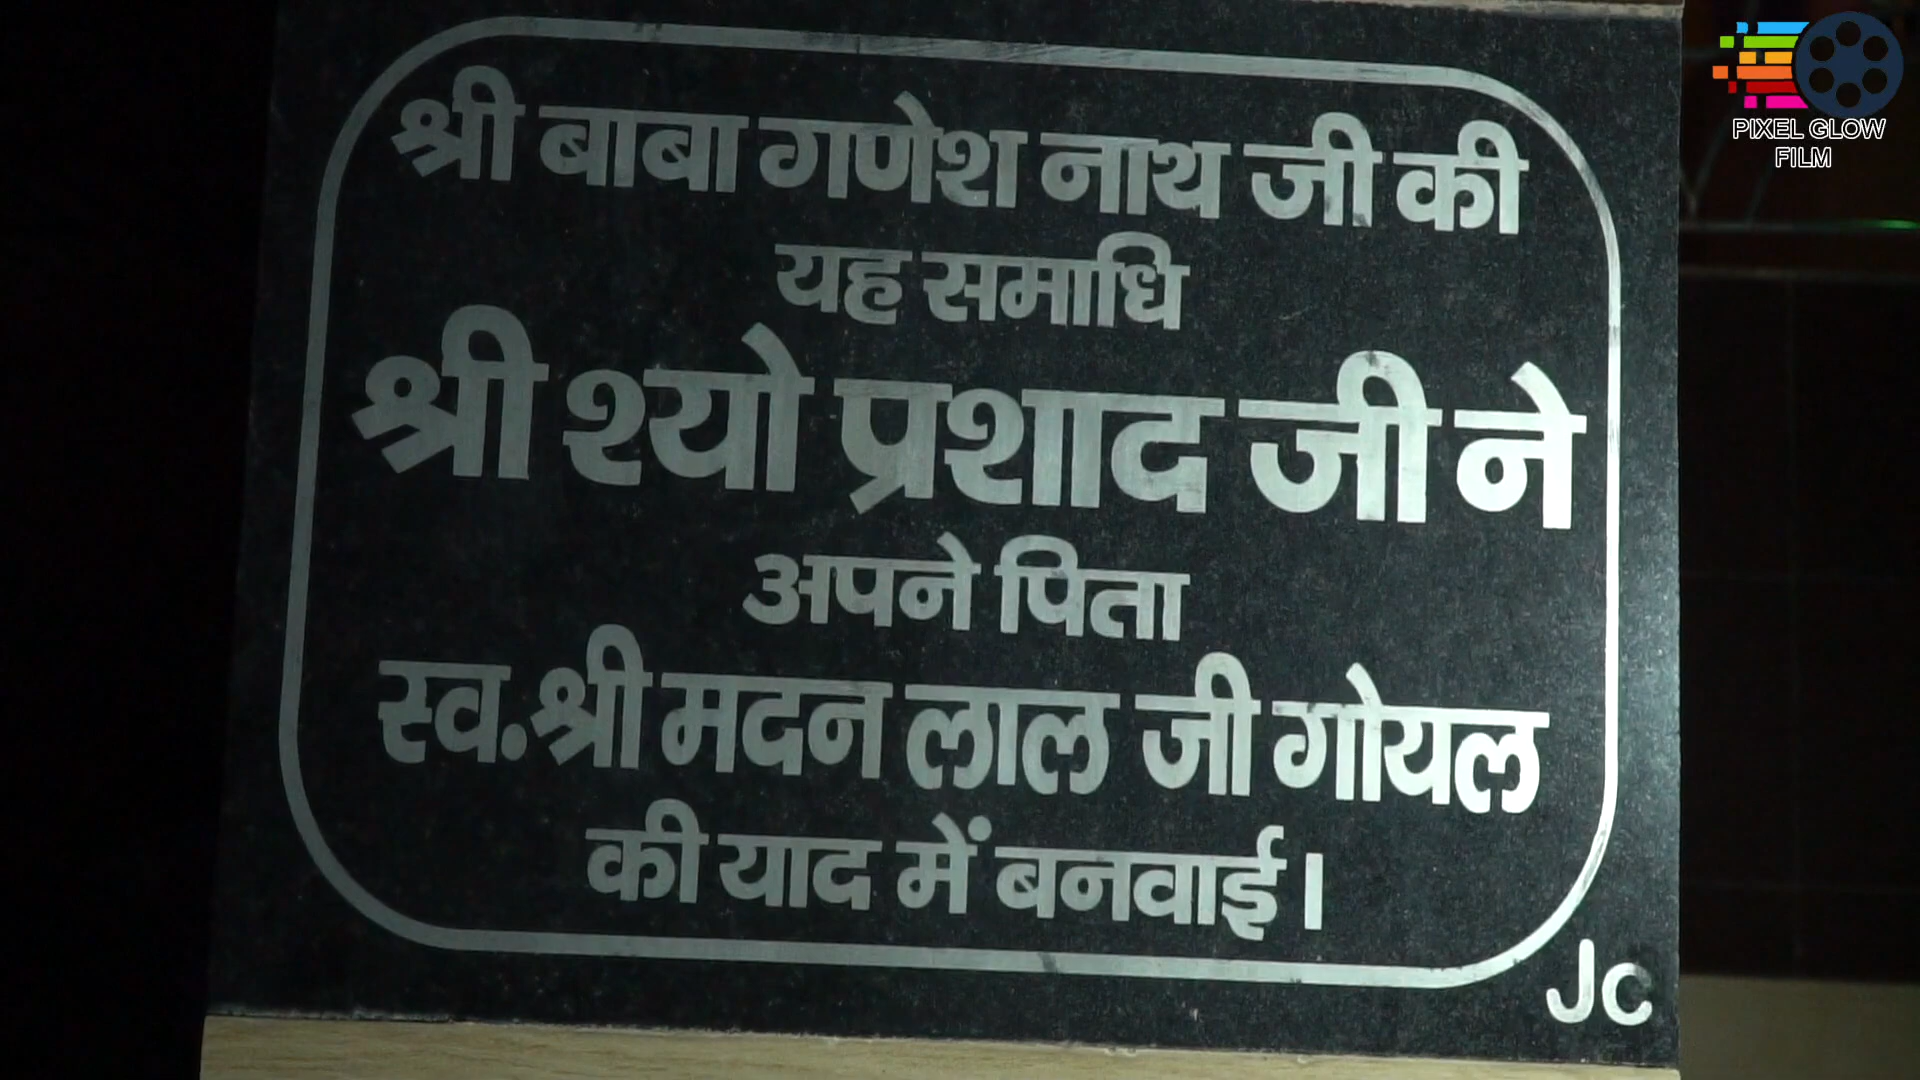 श्री बाबा गणेश नाथ जी की
यह समाधि
श्री श्यो प्रशाद जी ने
अपने पिता
स्व.श्री मदन लाल जी गोयल
की याद में बनवाई।
Jc
PIXEL GLOW
FILM